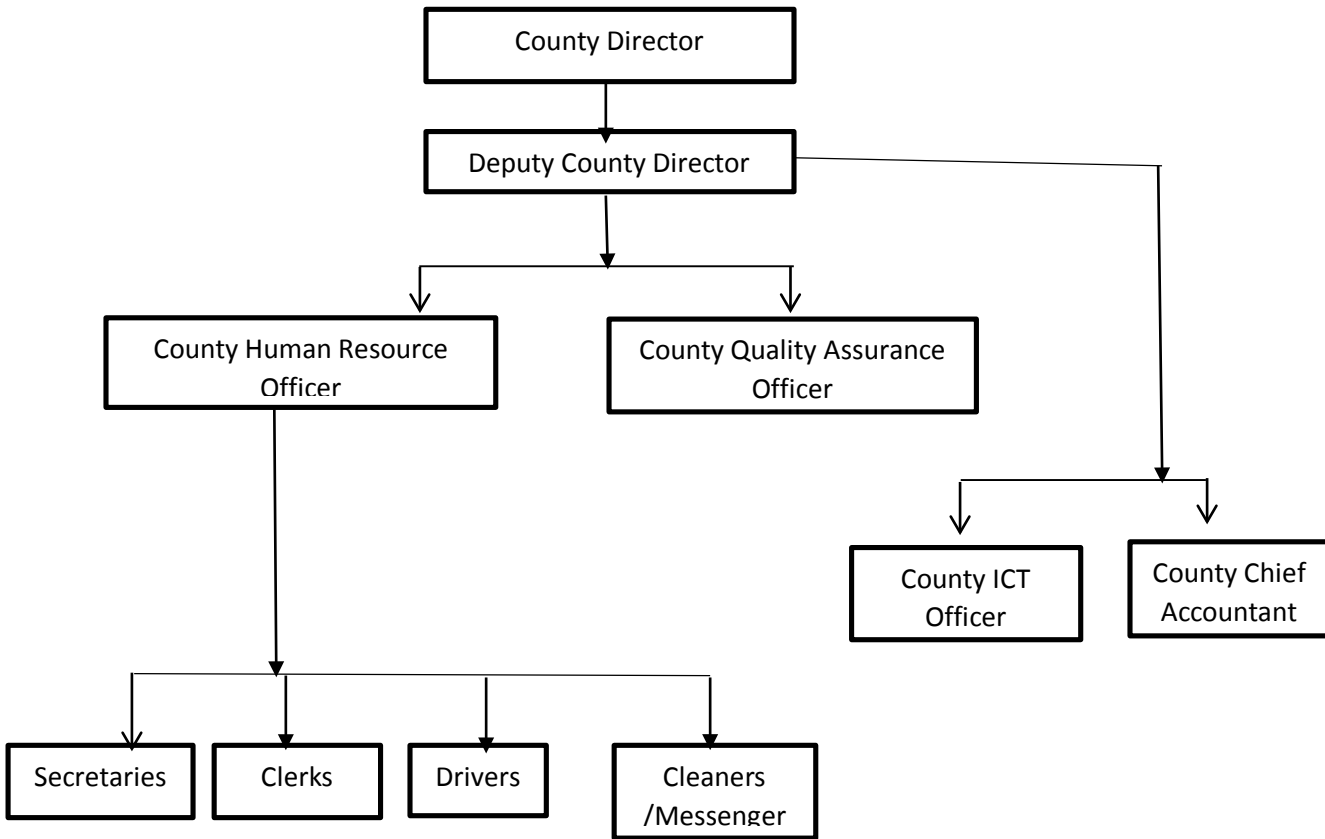 County Director
Deputy County Director
County Human Resource
Officer
County Quality Assurance
Officer
County ICT
Officer
County Chief
Accountant
Secretaries
Clerks
Drivers
Cleaners
/Messenger